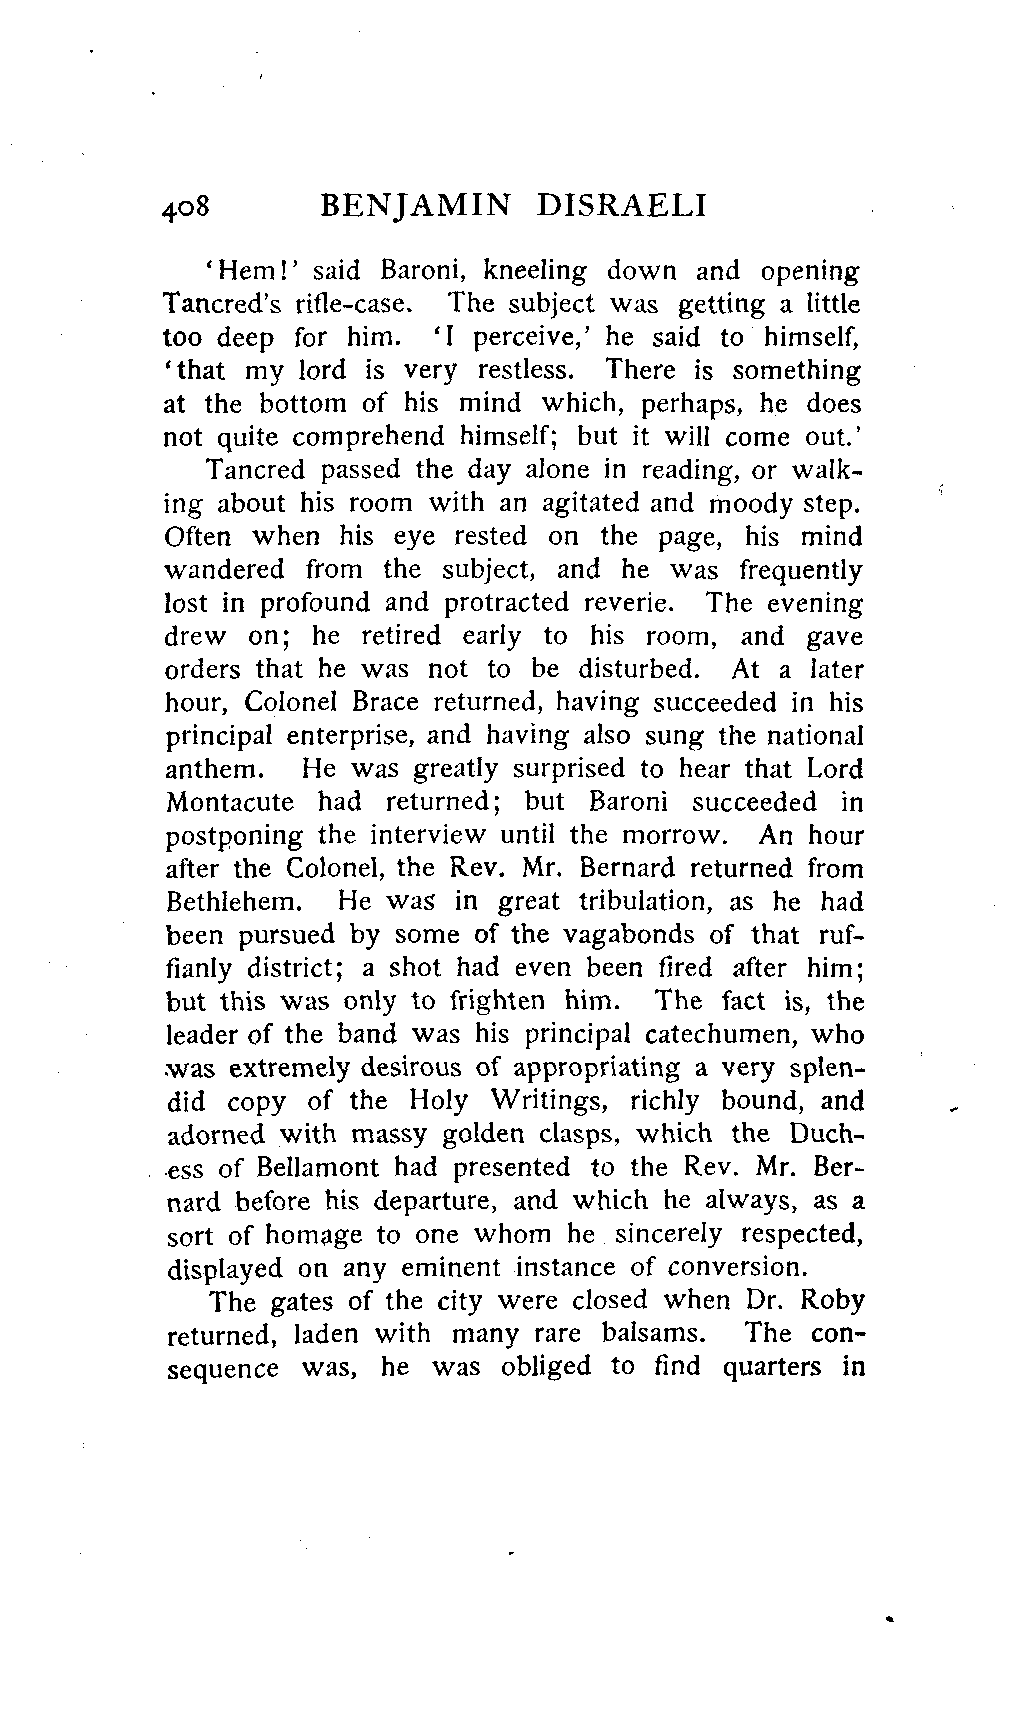 408 BENJAMIN DISRAELI
‘Hem!’ said Baroni, kneeling down and opening
Tancred's rifle-case. The subject was getting a little
too deep for him. ‘I perceive,’ he said to himself,
‘that my lord is very restless. There is something
at the bottom of his mind which, perhaps, he does
not quite comprehend himself; but it will come out.’
Tancred passed the day alone in reading, or walk-
ing about his room with an agitated and moody step.
Often when his eye rested on the page, his mind
wandered from the subject, and he was frequently
lost in profound and protracted reverie. The evening
drew on; he retired early to his room, and gave
orders that he was not to be disturbed. At a later
hour, Colonel Brace returned, having succeeded in his
principal enterprise, and having also sung the national
anthem. He was greatly surprised to hear that Lord
Montacute had returned; but Baroni succeeded in
postponing the interview until the morrow. An hour
after the Colonel, the Rev. Mr. Bernard returned from
Bethlehem. He was in great tribulation, as he had
been pursued by some of the vagabonds of that ruf-
fianly district; a shot had even been fired after him;
but this was only to frighten him. The fact is, the
leader of the band was his principal catechumen, who
was extremely desirous of appropriating a very splen-
did copy of the Holy Writings, richly bound, and
adorned with massy golden clasps, which the Duch-
ess of Bellamont had presented to the Rev. Mr. Ber-
nard before his departure, and which he always, as a
sort of homage to one whom he sincerely respected,
displayed on any eminent instance of conversion.
The gates of the city were closed when Dr. Roby
returned, laden with many rare balsams. The con-
sequence was, he was obliged to find quarters in